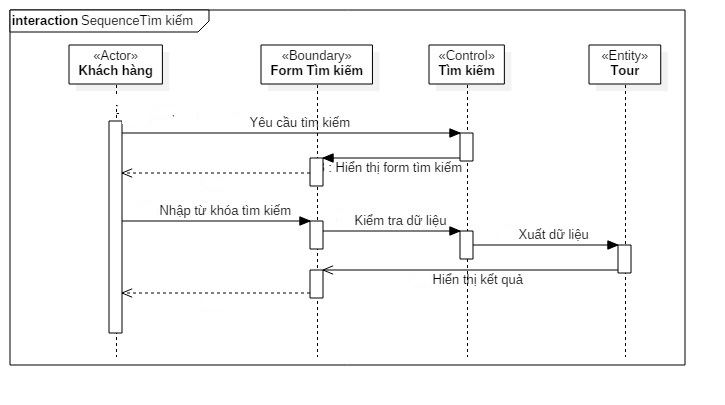 interaction SequenceTìm kiếm
«Actor»
Khách hàng
«Boundary»
Form Tìm kiếm
«Control»
Tìm kiếm
«Entity»
Tour
Yêu cầu tìm kiếm
: Hiển thị form tìm kiếm
Nhập từ khóa tìm kiếm
Kiểm tra dữ liệu
Xuất dữ liệu
Hiển thị kết quả